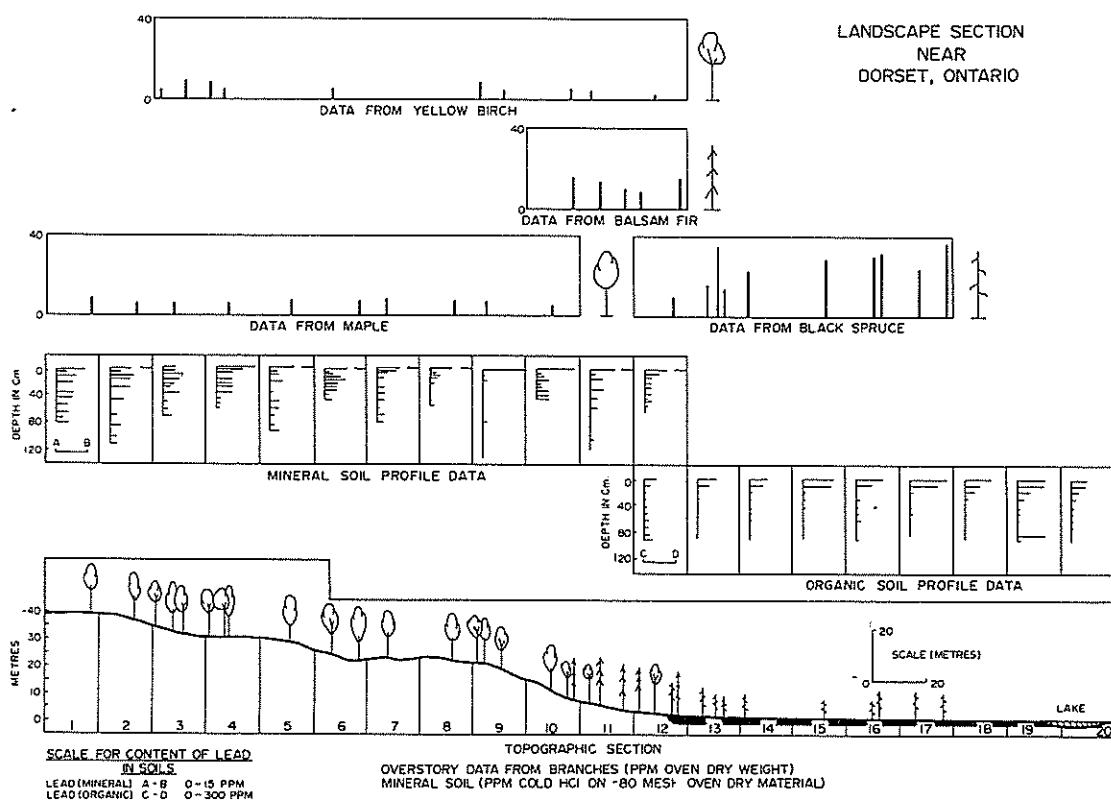 LANDSCAPE SECTION
NEAR
DORSET, ONTARIO
40
0
DATA FROM YELLOW BIRCH
40
0
DATA FROM BALSAM FIR
40
0
DATA FROM MAPLE
DATA FROM BLACK SPRUCE
DEPTH IN Cm
0
40
80
120
A B
MINERAL SOIL PROFILE DATA
DEPTH IN Cm.
0
40
80
120
C D
ORGANIC SOIL PROFILE DATA
METRES
40
30
20
10
0
20
SCALE (METRES)
0 20
LAKE
1 2 3 4 5 6 7 8 9 10 11 12 13 14 15 16 17 18 19 20
TOPOGRAPHIC SECTION
SCALE FOR CONTENT OF LEAD
IN SOILS
LEAD (MINERAL) A-B 0-15 PPM
LEAD (ORGANIC) C-D 0-300 PPM
OVERSTORY DATA FROM BRANCHES (PPM OVEN DRY WEIGHT)
MINERAL SOIL (PPM COLD HCl ON -80 MESH OVEN DRY MATERIAL)